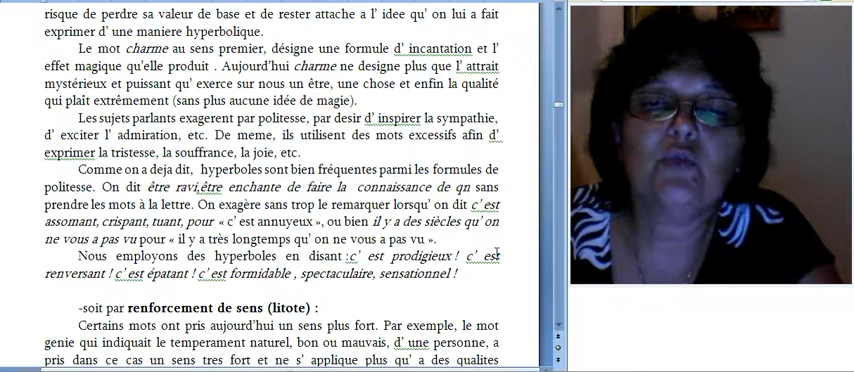 risque de perdre sa valeur de base et de rester attache a l' idee qu' on lui a fait
exprimer d' une maniere hyperbolique.
Le mot charme au sens premier, désigne une formule d' incantation et l'
effet magique qu'elle produit . Aujourd'hui charme ne designe plus que l' attrait
mystérieux et puissant qu' exerce sur nous un être, une chose et enfin la qualité
qui plaît extrêmement (sans plus aucune idée de magie).
Les sujets parlants exagerent par politesse, par desir d' inspirer la sympathie,
d' exciter l' admiration, etc. De meme, ils utilisent des mots excessifs afin d'
exprimer la tristesse, la souffrance, la joie, etc.
Comme on a deja dit, hyperboles sont bien fréquentes parmi les formules de
politesse. On dit être ravi,être enchante de faire la connaissance de qn sans
prendre les mots à la lettre. On exagère sans trop le remarquer lorsqu' on dit c' est
assomant, crispant, tuant, pour « c' est annuyeux », ou bien il y a des siècles qu' on
ne vous a pas vu pour « il y a très longtemps qu' on ne vous a pas vu ».
Nous employons des hyperboles en disant :c' est prodigieux ! c' est
renversant ! c' est épatant ! c' est formidable , spectaculaire, sensationnel !
-soit par renforcement de sens (litote) :
Certains mots ont pris aujourd'hui un sens plus fort. Par exemple, le mot
genie qui indiquait le temperament naturel, bon ou mauvais, d' une personne, a
pris dans ce cas un sens tres fort et ne s' applique plus qu' a des qualites